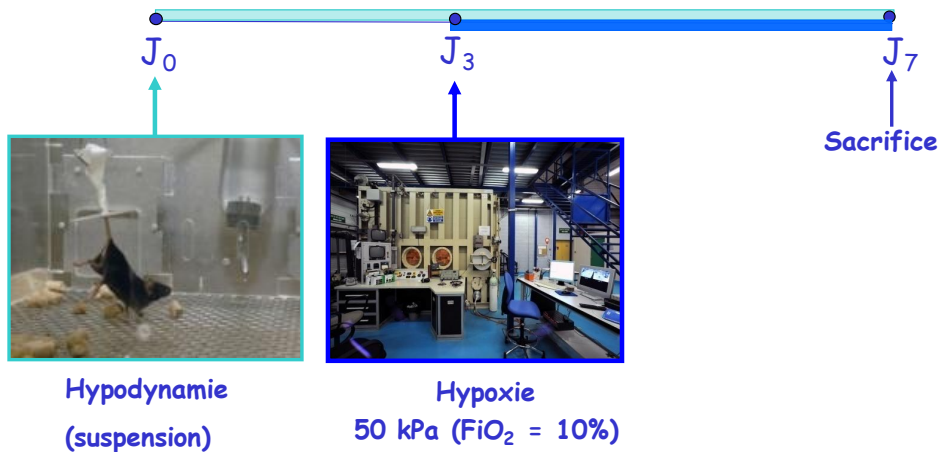 J₀
J₃
J₇
Sacrifice
Hypodynamie
(suspension)
Hypoxie
50 kPa (FiO₂ = 10%)